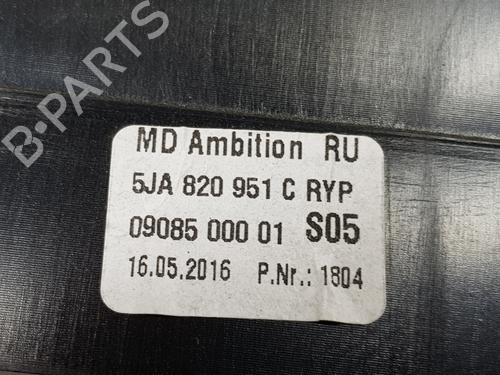 MD Ambition RU
5JA 820 951 C RYP
09085 000 01 S05
16.05.2016 P.Nr.: 1804
B-PARTS